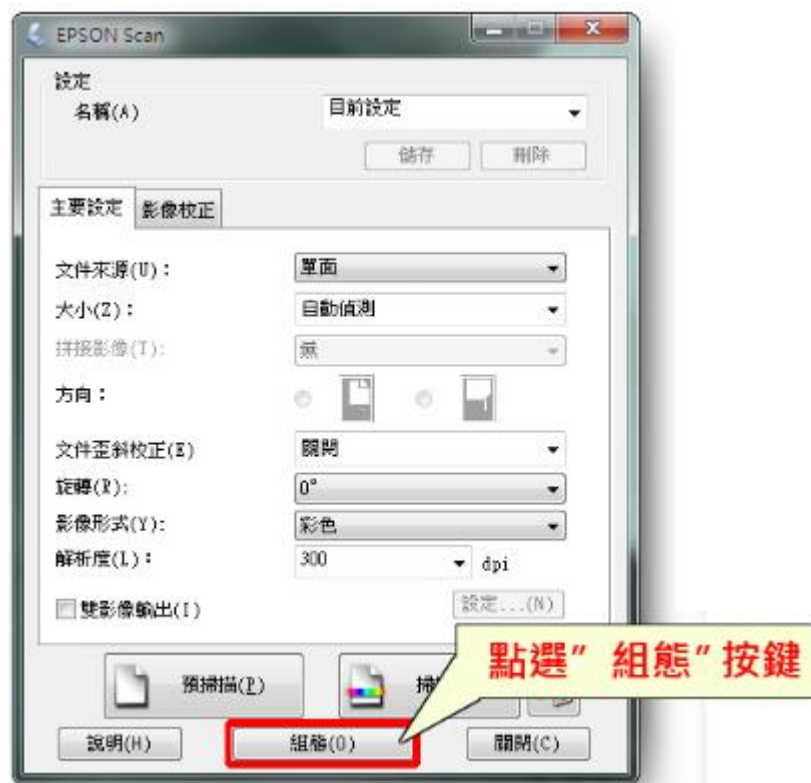 EPSON Scan
設定
名稱(A) 目前設定
儲存 刪除
主要設定 影像校正
文件來源(U)： 單面
大小(Z)： 自動偵測
拼接影像(T): 無
方向：
文件歪斜校正(E) 關閉
旋轉(R): 0°
影像形式(Y): 彩色
解析度(L)： 300 dpi
雙影像輸出(I) 設定...(N)
點選” 組態”按鍵
預掃描(P) 掃
說明(H) 組態(O) 關閉(C)